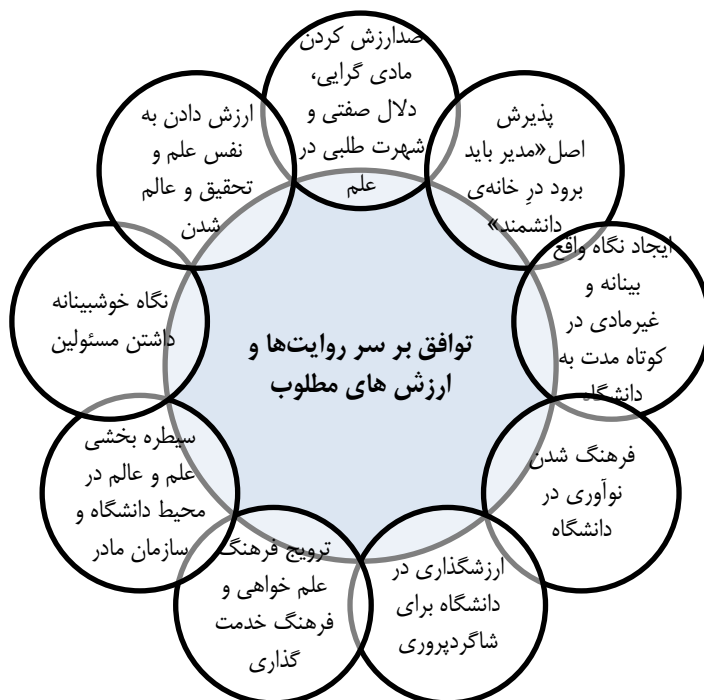 ضدارزش کردن
مادی گرایی،
دلال صفتی و
شهرت طلبی در
علم
پذیرش
اصل«مدیر باید
برود درِ خانه‌ی
دانشمند»
ایجاد نگاه واقع
بینانه و
غیرمادی در
کوتاه مدت به
دانشگاه
فرهنگ شدن
نوآوری در
دانشگاه
ارزشگذاری در
دانشگاه برای
شاگردپروری
ترویج فرهنگ
علم خواهی و
فرهنگ خدمت
گذاری
سیطره بخشی
علم و عالم در
محیط دانشگاه و
سازمان مادر
نگاه خوشبینانه
داشتن مسئولین
ارزش دادن به
نفس علم و
تحقیق و عالم
شدن
توافق بر سر روایت‌ها و
ارزش های مطلوب